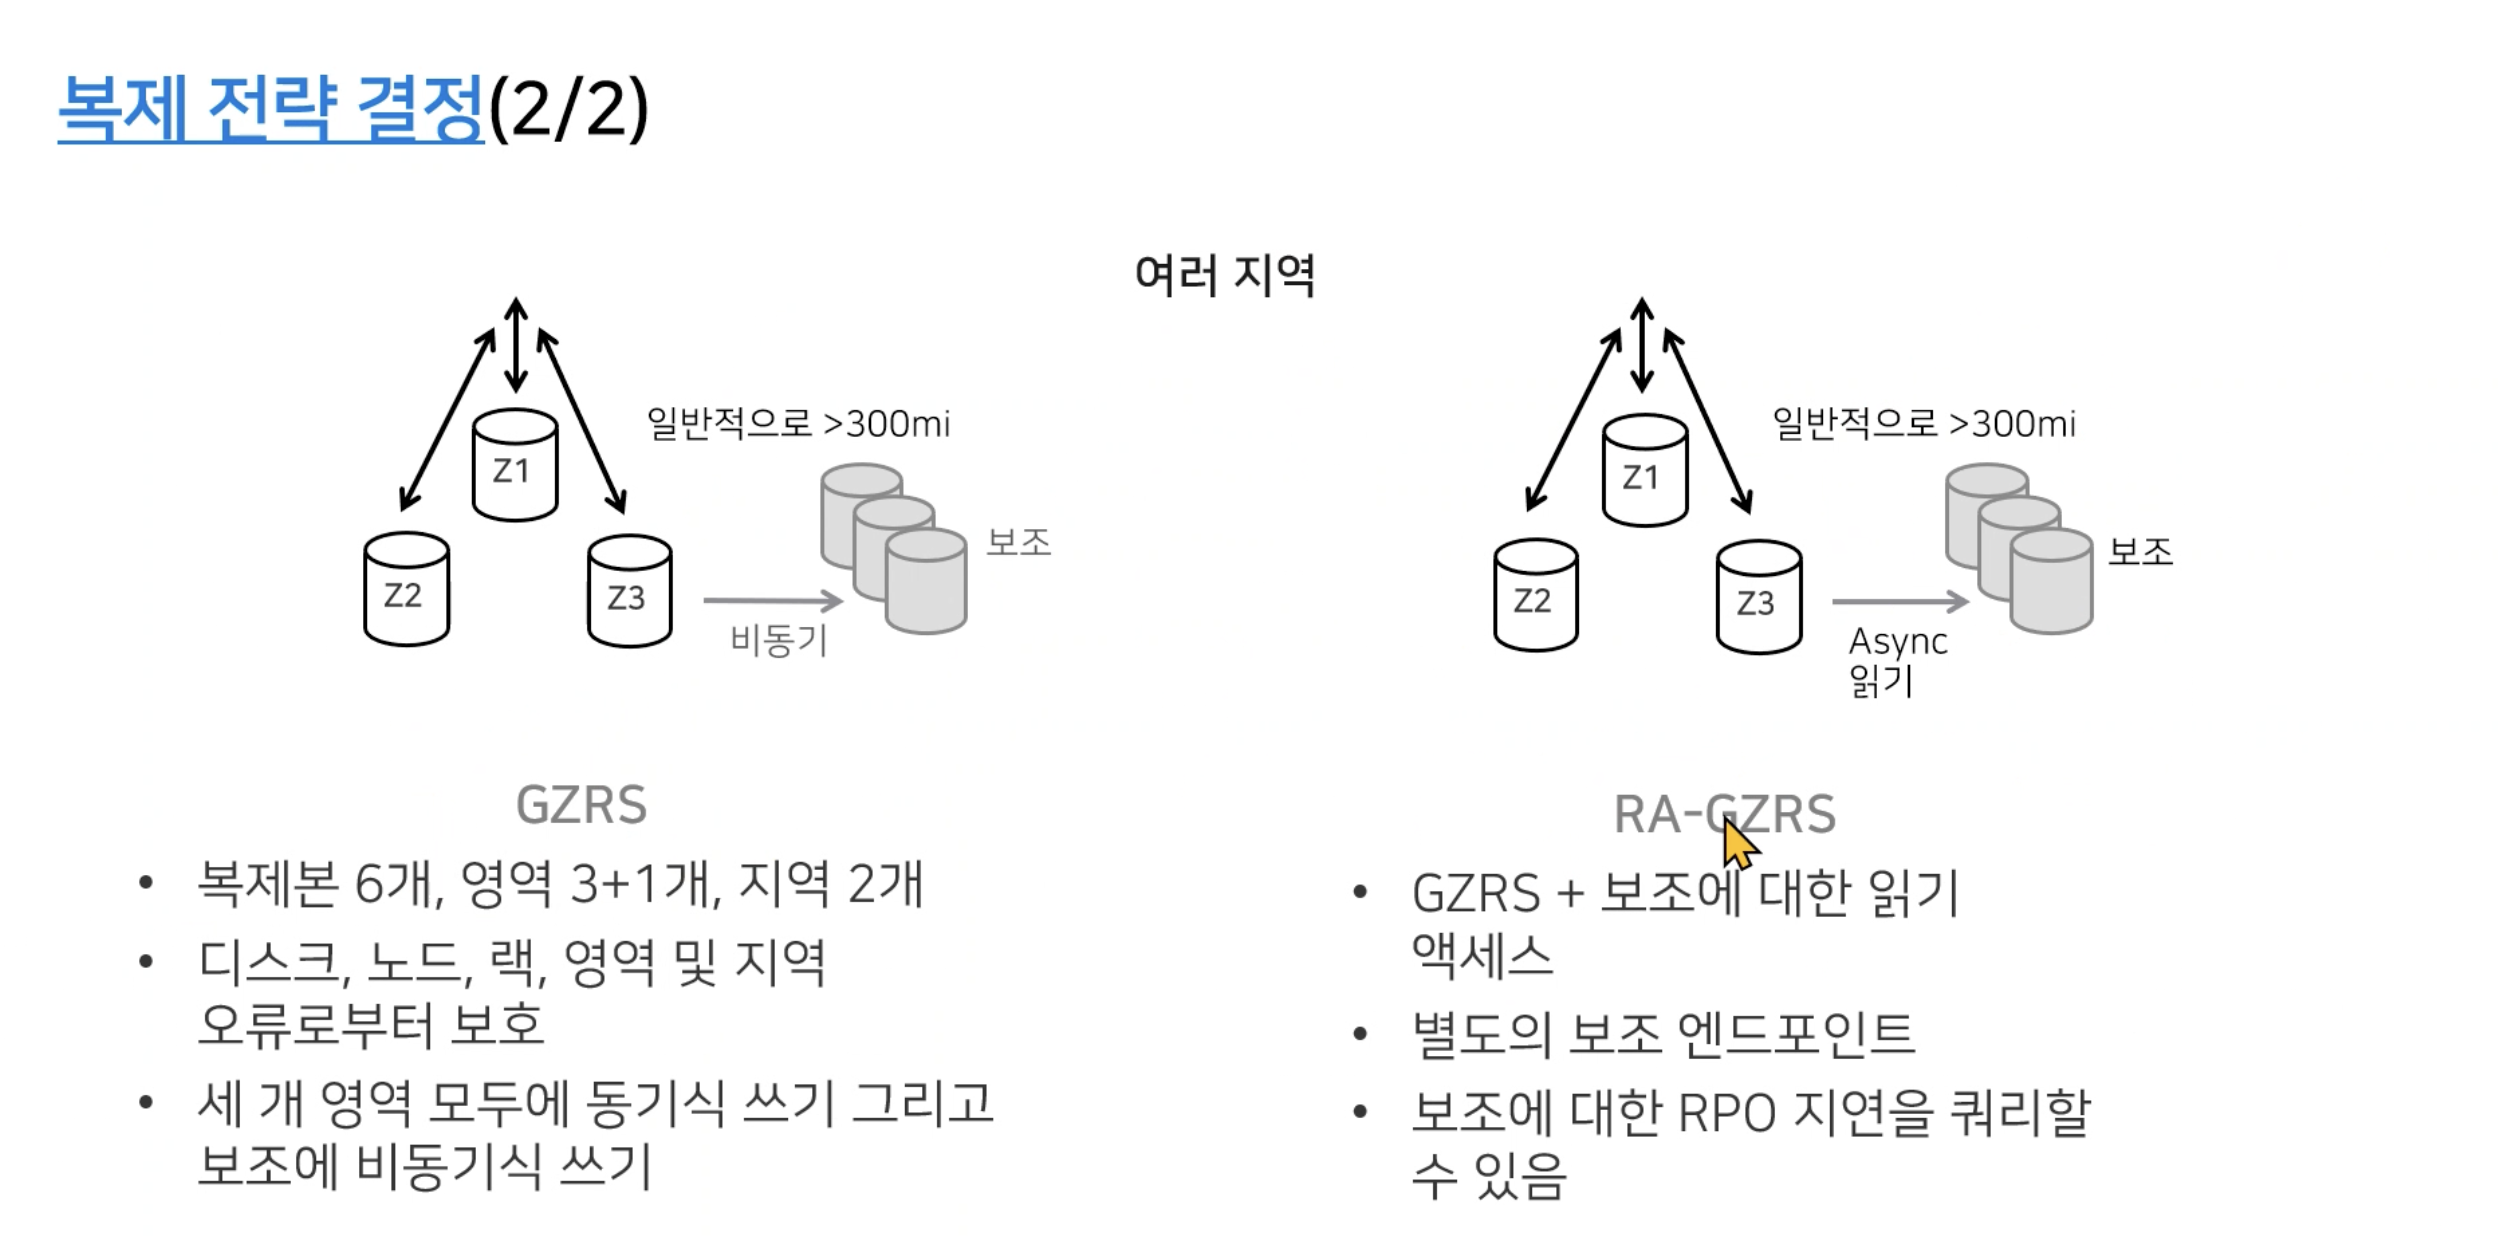 복제 전략 결정(2/2)
여러 지역
일반적으로 >300mi
Z1
Z2
Z3
보조
비동기
일반적으로 >300mi
Z1
Z2
Z3
보조
Async
읽기
GZRS
• 복제본 6개, 영역 3+1개, 지역 2개
• 디스크, 노드, 랙, 영역 및 지역
오류로부터 보호
• 세 개 영역 모두에 동기식 쓰기 그리고
보조에 비동기식 쓰기
RA-GZRS
• GZRS + 보조에 대한 읽기
액세스
• 별도의 보조 엔드포인트
• 보조에 대한 RPO 지연을 쿼리할
수 있음